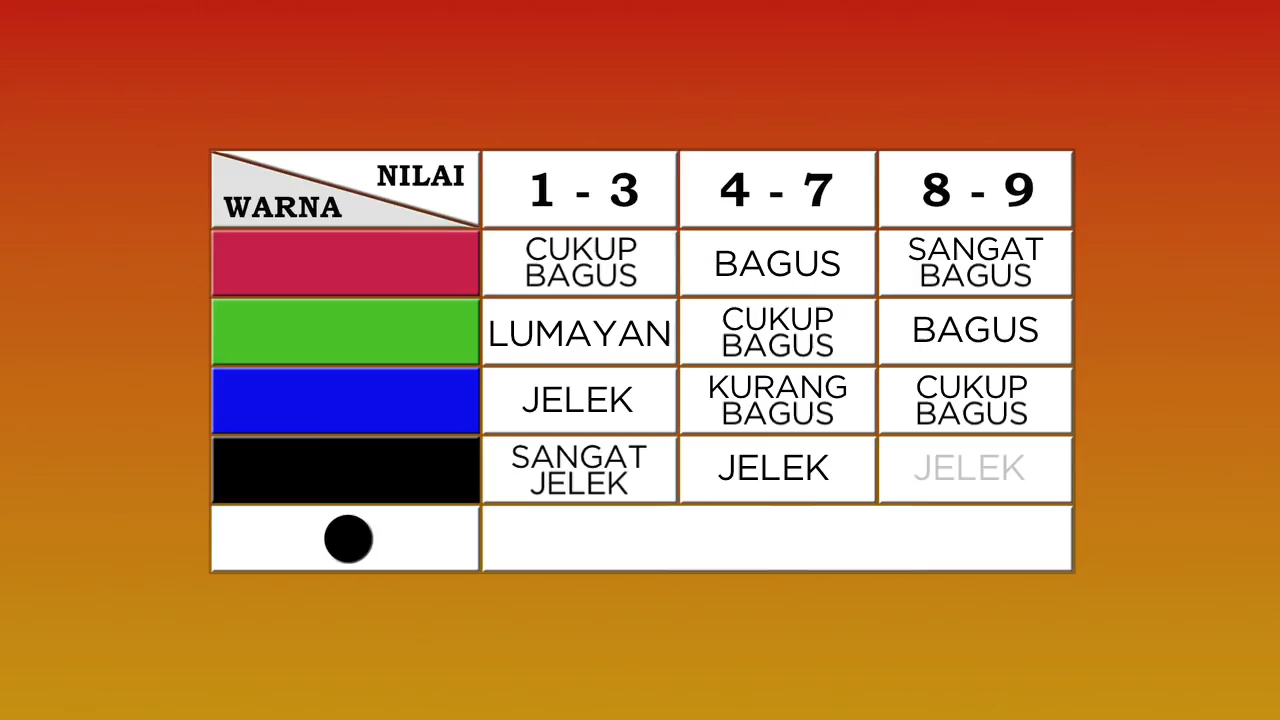 NILAI
WARNA
1 - 3
4 - 7
8 - 9
CUKUP
BAGUS
BAGUS
SANGAT
BAGUS
LUMAYAN
CUKUP
BAGUS
BAGUS
JELEK
KURANG
BAGUS
CUKUP
BAGUS
SANGAT
JELEK
JELEK
JELEK